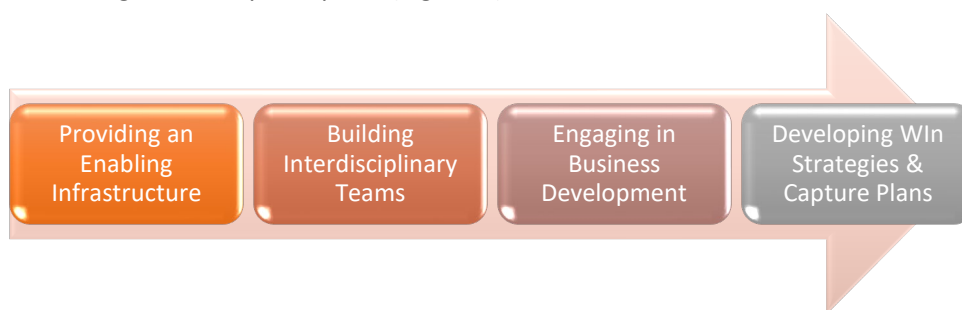 Providing an
Enabling
Infrastructure
Building
Interdisciplinary
Teams
Engaging in
Business
Development
Developing WIn
Strategies &
Capture Plans